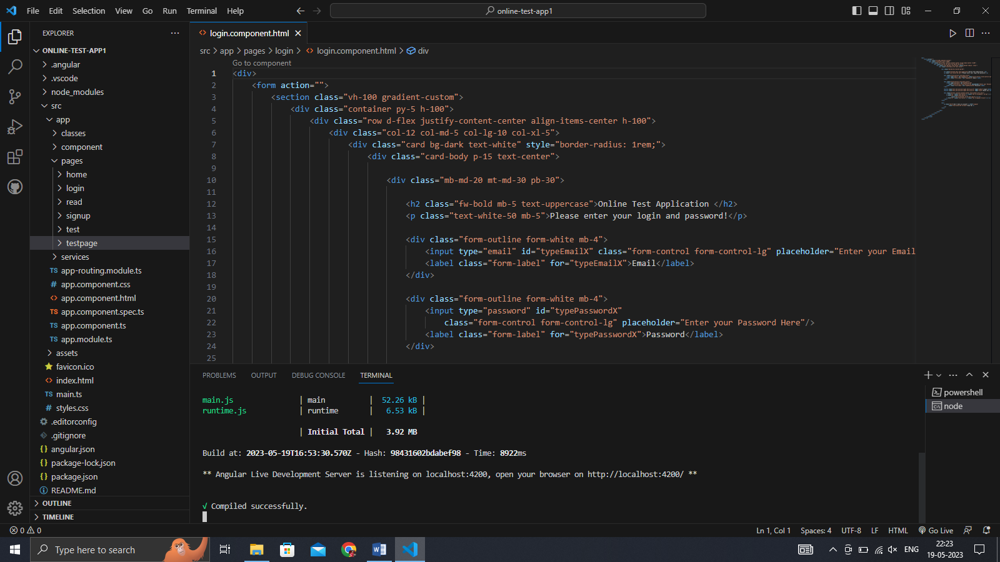 File Edit Selection View Go Run Terminal Help
online-test-app1
EXPLORER
ONLINE-TEST-APP1
.angular
.vscode
node_modules
src
app
classes
component
pages
home
login
read
signup
test
testpage
services
TS app-routing.module.ts
# app.component.css
<> app.component.html
TS app.component.spec.ts
TS app.component.ts
TS app.module.ts
assets
favicon.ico
<> index.html
TS main.ts
# styles.css
.editorconfig
.gitignore
{} angular.json
{} package-lock.json
{} package.json
README.md
OUTLINE
TIMELINE
<> login.component.html
src > app > pages > login > <> login.component.html > div
Go to component
1 <div>
2 <form action="">
3 <section class="vh-100 gradient-custom">
4 <div class="container py-5 h-100">
5 <div class="row d-flex justify-content-center align-items-center h-100">
6 <div class="col-12 col-md-5 col-lg-10 col-xl-5">
7 <div class="card bg-dark text-white" style="border-radius: 1rem;">
8 <div class="card-body p-15 text-center">
9
10 <div class="mb-md-20 mt-md-30 pb-30">
11
12 <h2 class="fw-bold mb-5 text-uppercase">Online Test Application </h2>
13 <p class="text-white-50 mb-5">Please enter your login and password!</p>
14
15 <div class="form-outline form-white mb-4">
16 <input type="email" id="typeEmailX" class="form-control form-control-lg" placeholder="Enter your Email
17 <label class="form-label" for="typeEmailX">Email</label>
18 </div>
19
20 <div class="form-outline form-white mb-4">
21 <input type="password" id="typePasswordX"
22 class="form-control form-control-lg" placeholder="Enter your Password Here"/>
23 <label class="form-label" for="typePasswordX">Password</label>
24 </div>
25
PROBLEMS OUTPUT DEBUG CONSOLE TERMINAL
main.js | main | 52.26 kB |
runtime.js | runtime | 6.53 kB |
| Initial Total | 3.92 MB
Build at: 2023-05-19T16:53:30.570Z - Hash: 98431602bdabef98 - Time: 8922ms
** Angular Live Development Server is listening on localhost:4200, open your browser on http://localhost:4200/ **
√ Compiled successfully.
powershell
node
0 0
Ln 1, Col 1 Spaces: 4 UTF-8 LF HTML Go Live
Type here to search
ENG
22:23
19-05-2023